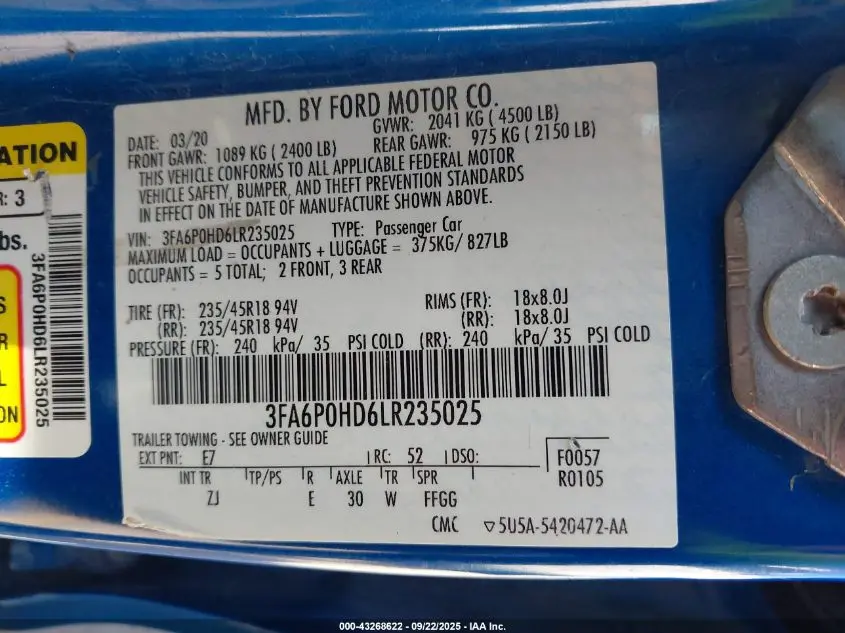 MFD. BY FORD MOTOR CO.
DATE: 03/20
GVWR: 2041 KG ( 4500 LB)
FRONT GAWR: 1089 KG ( 2400 LB)
REAR GAWR: 975 KG ( 2150 LB)
THIS VEHICLE CONFORMS TO ALL APPLICABLE FEDERAL MOTOR
VEHICLE SAFETY, BUMPER, AND THEFT PREVENTION STANDARDS
IN EFFECT ON THE DATE OF MANUFACTURE SHOWN ABOVE.
VIN: 3FA6P0HD6LR235025 TYPE: Passenger Car
MAXIMUM LOAD = OCCUPANTS + LUGGAGE = 375KG/ 827LB
OCCUPANTS = 5 TOTAL; 2 FRONT, 3 REAR
TIRE (FR): 235/45R18 94V RIMS (FR): 18x8.0J
(RR): 235/45R18 94V (RR): 18x8.0J
PRESSURE (FR): 240 kPa/ 35 PSI COLD (RR): 240 kPa/ 35 PSI COLD
3FA6P0HD6LR235025
TRAILER TOWING - SEE OWNER GUIDE
EXT PNT: E7 RC: 52 DSO: F0057
R0105
INT TR TP/PS R AXLE TR SPR
ZJ E 30 W FFGG
CMC ▽5U5A-5420472-AA
ATION
R: 3
bs.
3FA6P0HD6LR235025
S
R
L
ON
000-43268622 - 09/22/2025 - IAA Inc.